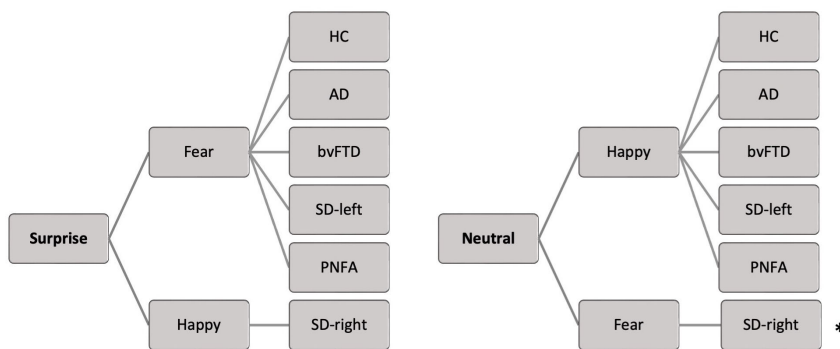 HC
AD
Fear
bvFTD
SD-left
Surprise
PNFA
Happy
SD-right
HC
AD
Happy
bvFTD
SD-left
Neutral
PNFA
Fear
SD-right
*